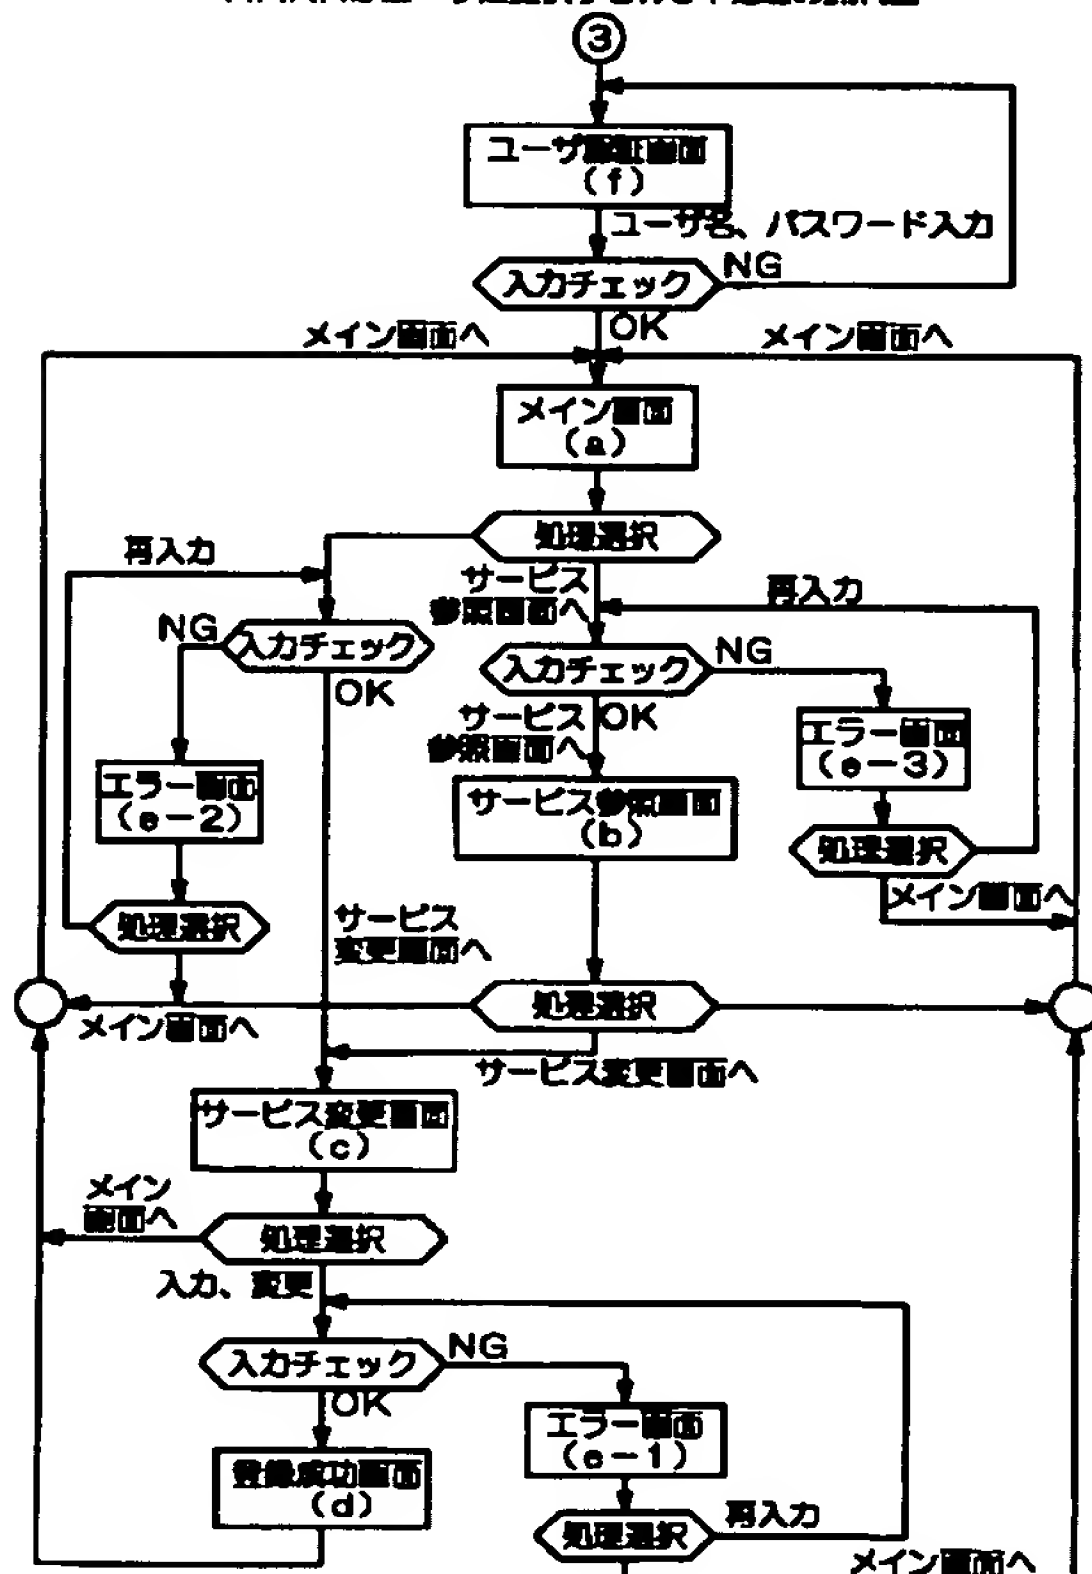 ③
ユーザ認証画面
(f)
ユーザ名、パスワード入力
入力チェック
NG
OK
メイン画面へ
メイン画面へ
メイン画面
(a)
処理選択
再入力
サービス
参照画面へ
再入力
NG
入力チェック
OK
入力チェック
NG
サービス
参照画面へ
OK
エラー画面
(e-3)
エラー画面
(e-2)
サービス参照画面
(b)
処理選択
メイン画面へ
処理選択
サービス
変更画面へ
処理選択
メイン画面へ
サービス変更画面へ
サービス変更画面
(c)
メイン
画面へ
処理選択
入力、変更
入力チェック
NG
OK
エラー画面
(e-1)
登録成功画面
(d)
処理選択
再入力
メイン画面へ